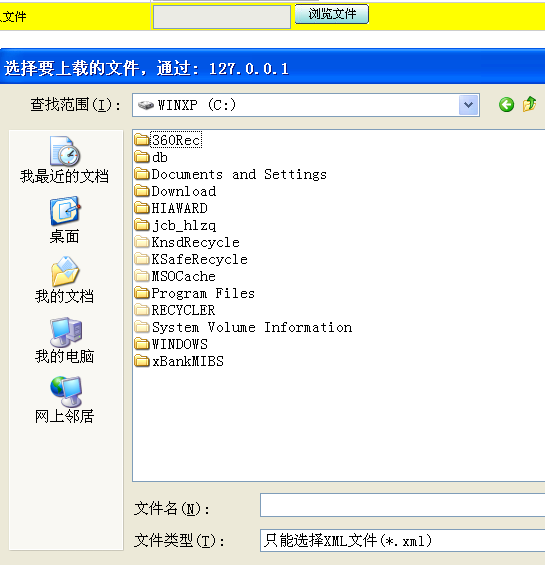 文件
浏览文件
选择要上载的文件，通过: 127.0.0.1
查找范围(I):
WINXP (C:)
我最近的文档
桌面
我的文档
我的电脑
网上邻居
360Rec
db
Documents and Settings
Download
HIAWARD
jcb_hlzq
KnsdRecycle
KSafeRecycle
MSOCache
Program Files
RECYCLER
System Volume Information
WINDOWS
xBankMIBS
文件名(N):
文件类型(T):
只能选择XML文件(*.xml)